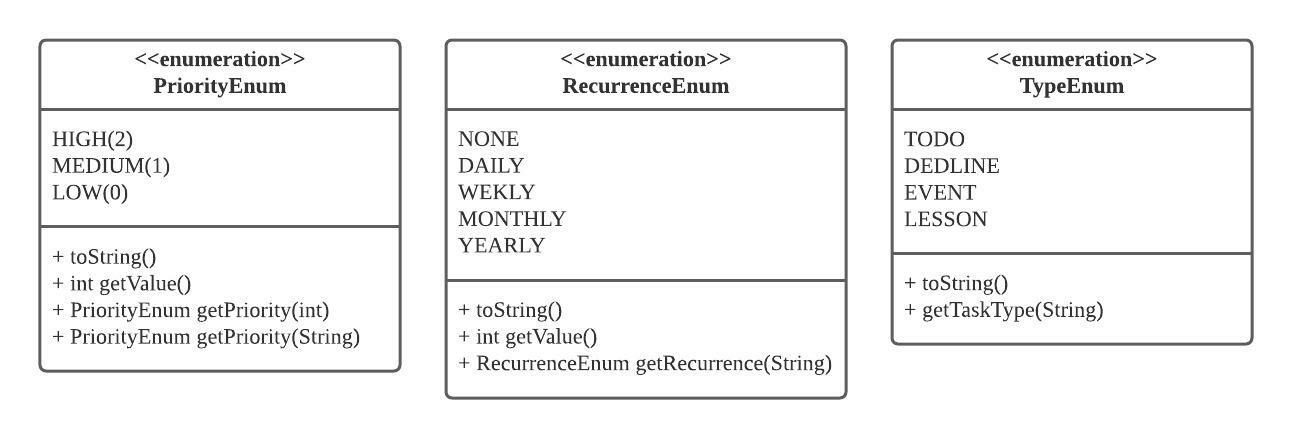 <<enumeration>>
PriorityEnum
HIGH(2)
MEDIUM(1)
LOW(0)
+ toString()
+ int getValue()
+ PriorityEnum getPriority(int)
+ PriorityEnum getPriority(String)
<<enumeration>>
RecurrenceEnum
NONE
DAILY
WEKLY
MONTHLY
YEARLY
+ toString()
+ int getValue()
+ RecurrenceEnum getRecurrence(String)
<<enumeration>>
TypeEnum
TODO
DEDLINE
EVENT
LESSON
+ toString()
+ getTaskType(String)